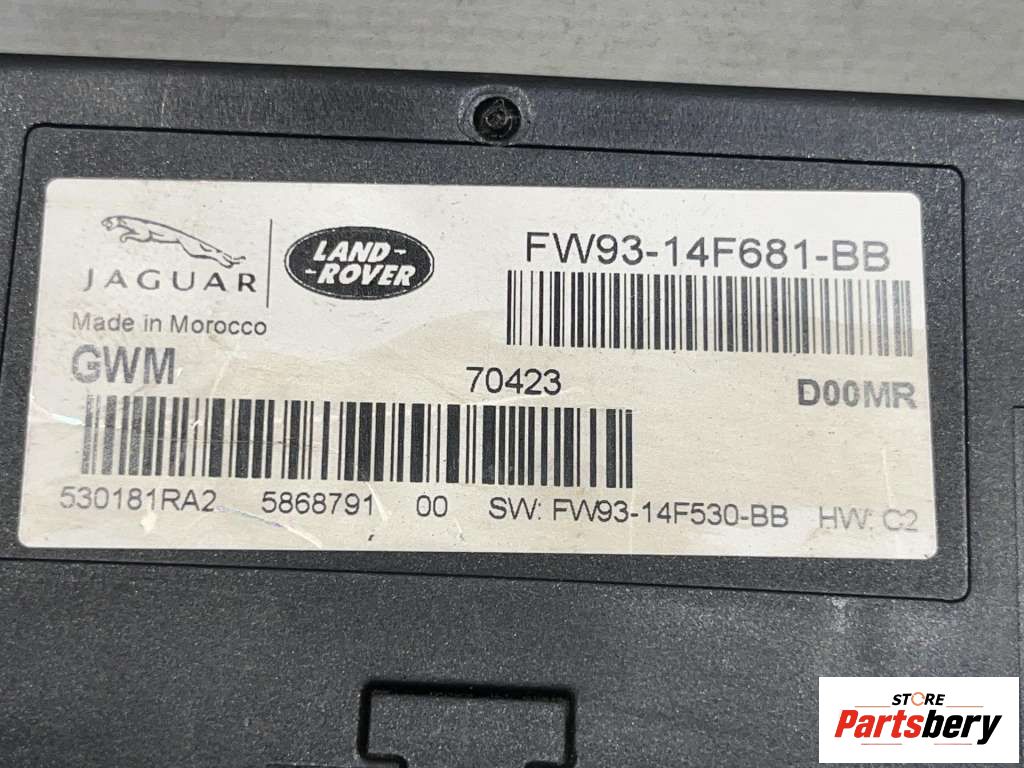 JAGUAR
LAND-
-ROVER
FW93-14F681-BB
Made in Morocco
GWM
70423
D00MR
530181RA2 5868791 00 SW: FW93-14F530-BB HW: C2
STORE
Partsbery